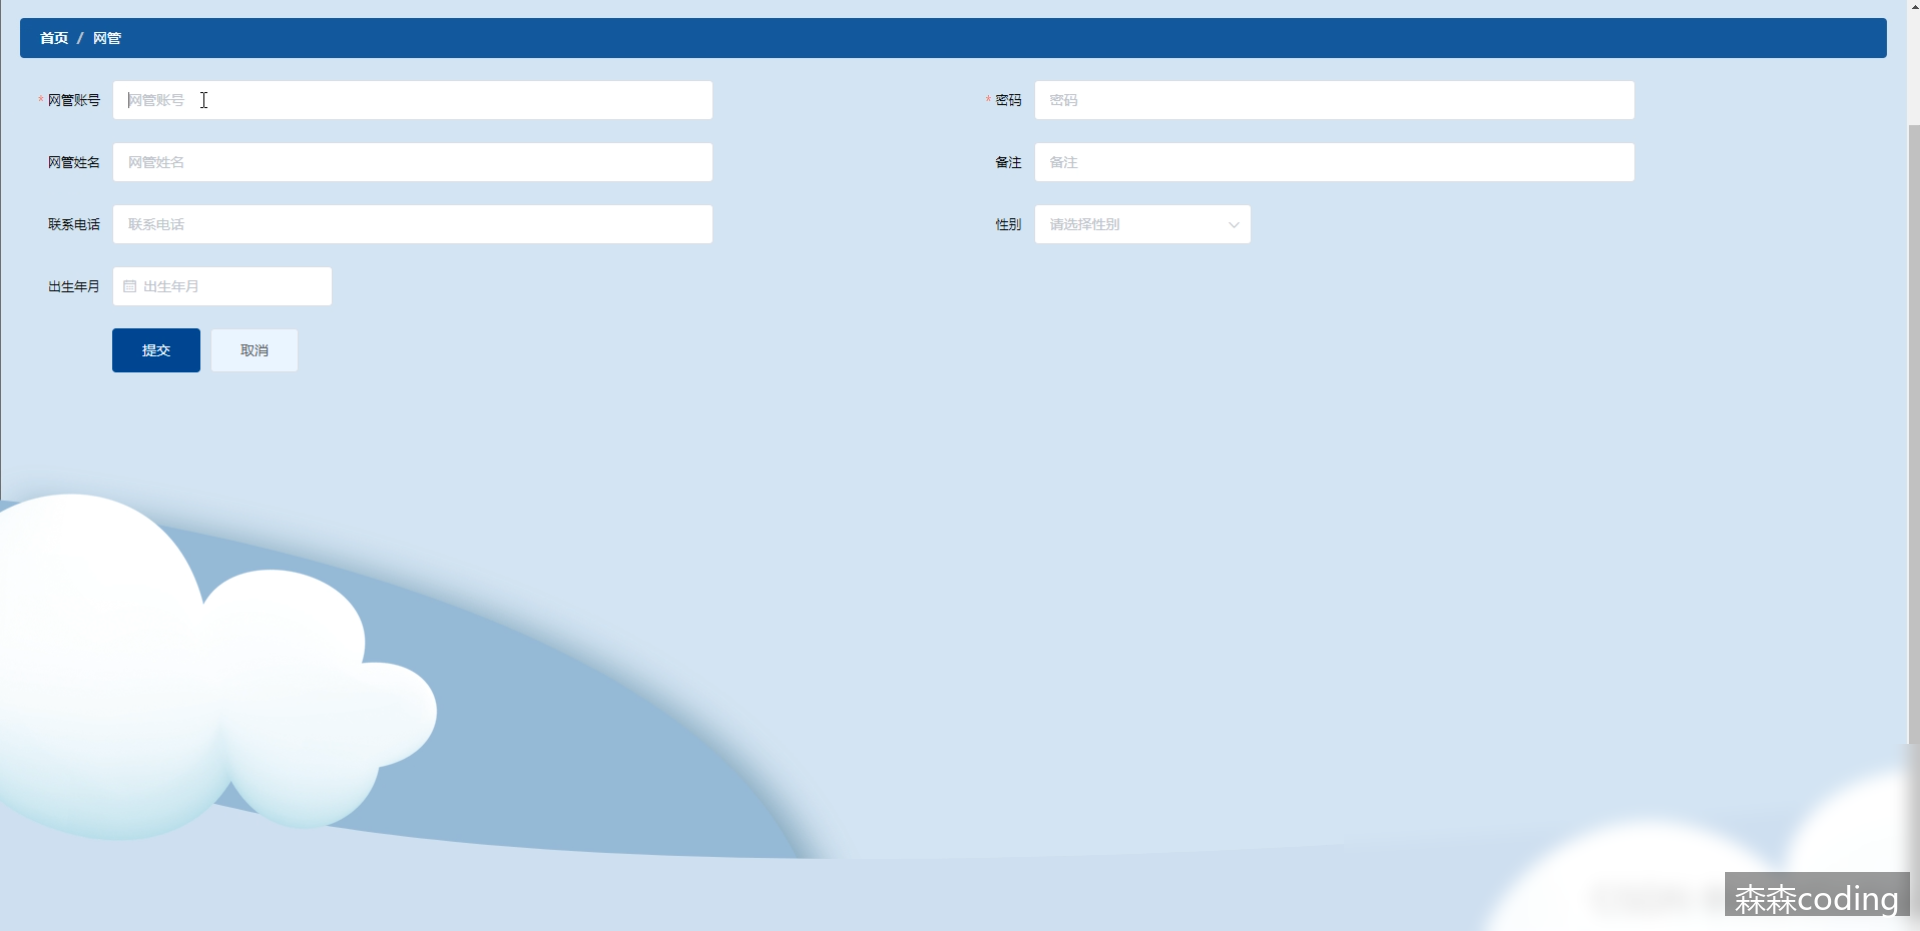 首页 / 网管
* 网管账号 网管账号 * 密码 密码
网管姓名 网管姓名 备注 备注
联系电话 联系电话 性别 请选择性别
出生年月 出生年月
提交 取消
森森coding